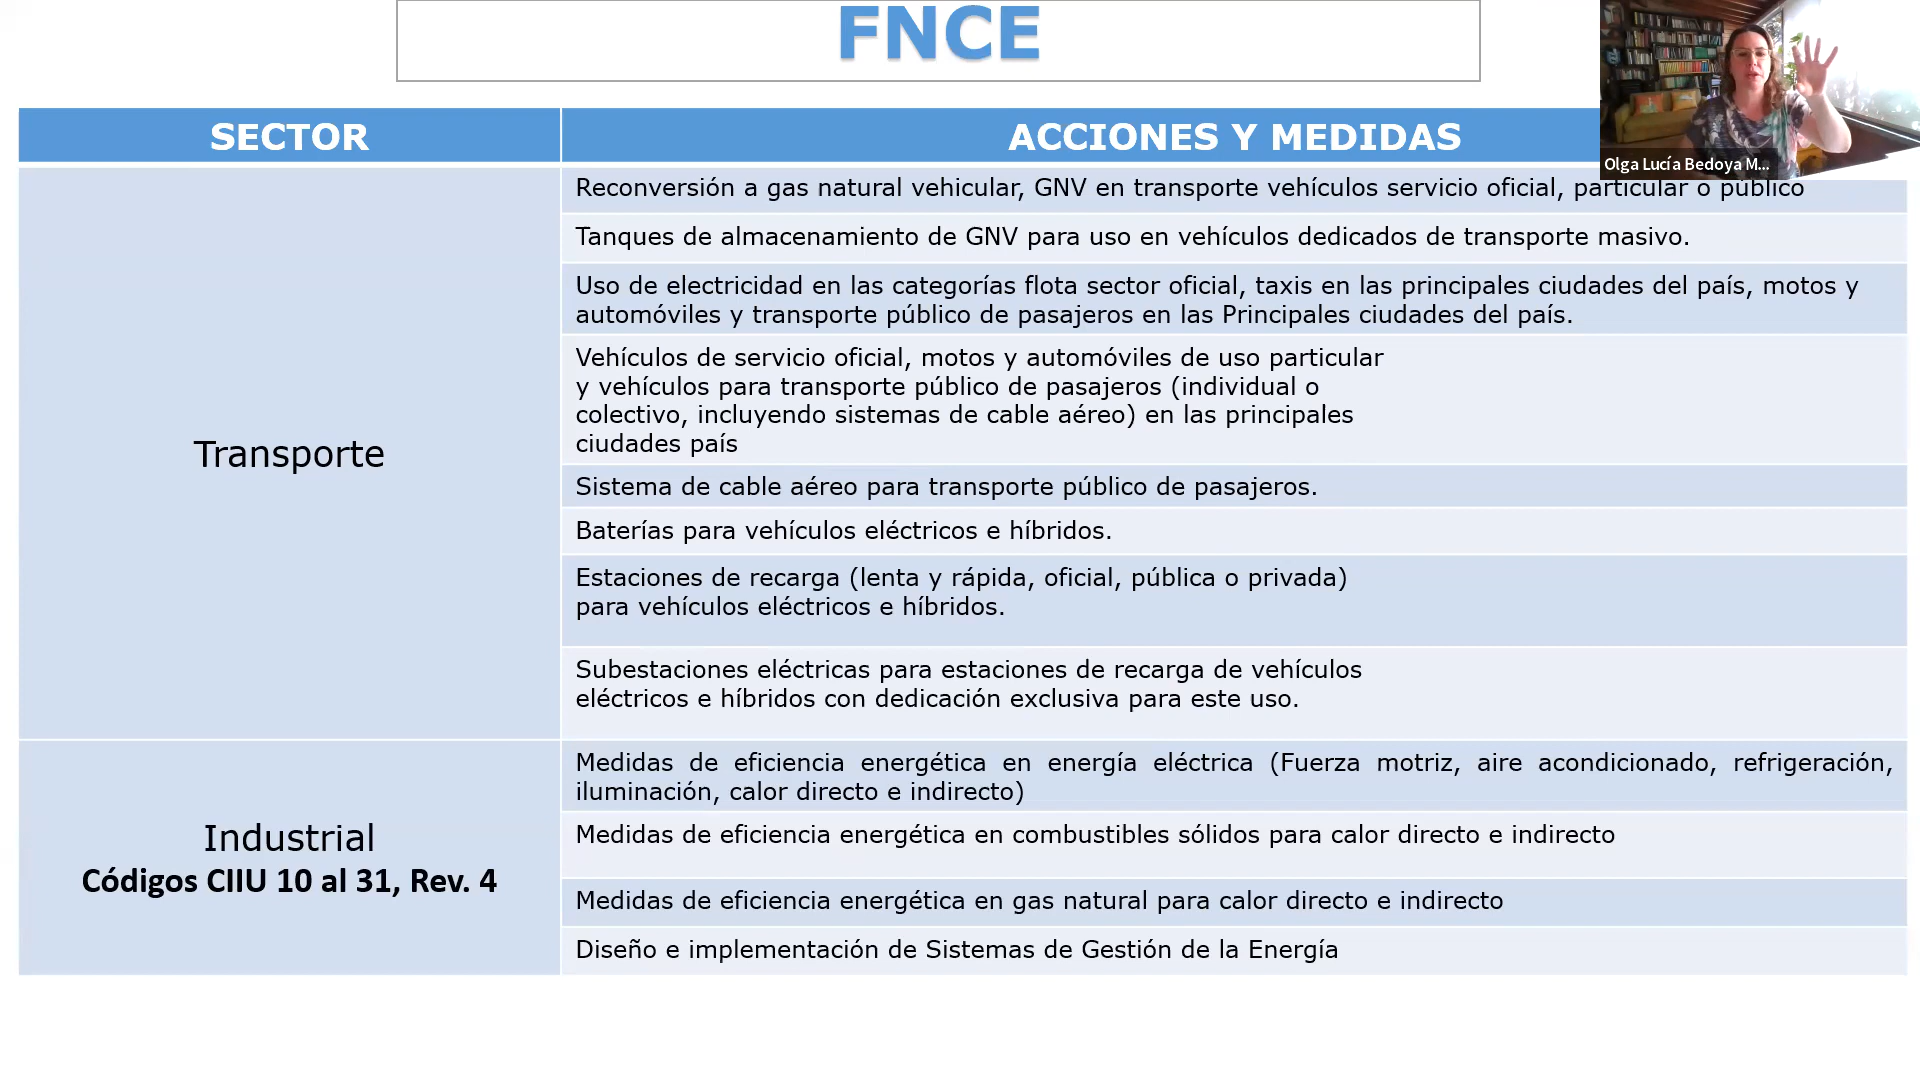 FNCE
SECTOR
ACCIONES Y MEDIDAS
Olga Lucía Bedoya M...
Transporte
Reconversión a gas natural vehicular, GNV en transporte vehículos servicio oficial, particular o público
Tanques de almacenamiento de GNV para uso en vehículos dedicados de transporte masivo.
Uso de electricidad en las categorías flota sector oficial, taxis en las principales ciudades del país, motos y
automóviles y transporte público de pasajeros en las Principales ciudades del país.
Vehículos de servicio oficial, motos y automóviles de uso particular
y vehículos para transporte público de pasajeros (individual o
colectivo, incluyendo sistemas de cable aéreo) en las principales
ciudades país
Sistema de cable aéreo para transporte público de pasajeros.
Baterías para vehículos eléctricos e híbridos.
Estaciones de recarga (lenta y rápida, oficial, pública o privada)
para vehículos eléctricos e híbridos.
Subestaciones eléctricas para estaciones de recarga de vehículos
eléctricos e híbridos con dedicación exclusiva para este uso.
Industrial
Códigos CIIU 10 al 31, Rev. 4
Medidas de eficiencia energética en energía eléctrica (Fuerza motriz, aire acondicionado, refrigeración,
iluminación, calor directo e indirecto)
Medidas de eficiencia energética en combustibles sólidos para calor directo e indirecto
Medidas de eficiencia energética en gas natural para calor directo e indirecto
Diseño e implementación de Sistemas de Gestión de la Energía